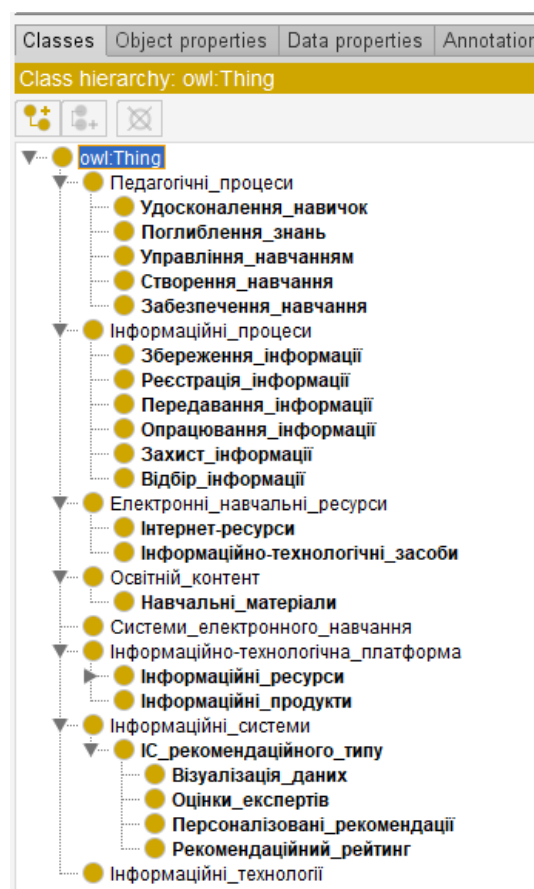 Classes Object properties Data properties Annotation
Class hierarchy: owl:Thing
owl:Thing
Педагогічні_процеси
Удосконалення_навичок
Поглиблення_знань
Управління_навчанням
Створення_навчання
Забезпечення_навчання
Інформаційні_процеси
Збереження_інформації
Реєстрація_інформації
Передавання_інформації
Опрацювання_інформації
Захист_інформації
Відбір_інформації
Електронні_навчальні_ресурси
Інтернет-ресурси
Інформаційно-технологічні_засоби
Освітній_контент
Навчальні_матеріали
Системи_електронного_навчання
Інформаційно-технологічна_платформа
Інформаційні_ресурси
Інформаційні_продукти
Інформаційні_системи
ІС_рекомендаційного_типу
Візуалізація_даних
Оцінки_експертів
Персоналізовані_рекомендації
Рекомендаційний_рейтинг
Інформаційні_технології